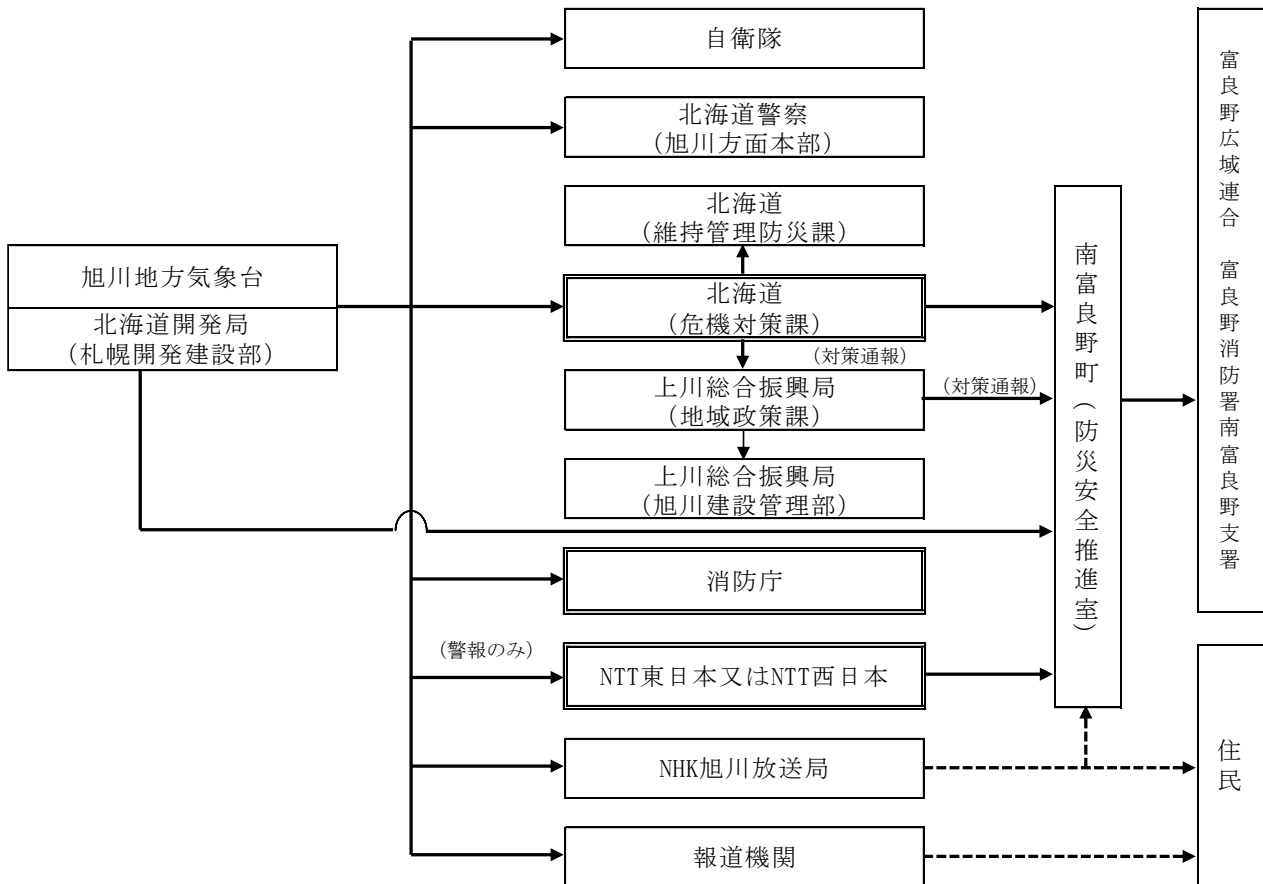 自衛隊
北海道警察
(旭川方面本部)
北海道
(維持管理防災課)
旭川地方気象台
北海道開発局
(札幌開発建設部)
北海道
(危機対策課)
(対策通報)
上川総合振興局
(地域政策課)
(対策通報)
上川総合振興局
(旭川建設管理部)
消防庁
(警報のみ)
NTT東日本又はNTT西日本
NHK旭川放送局
報道機関
南富良野町(防災安全推進室)
富良野広域連合 富良野消防署南富良野支署
住民